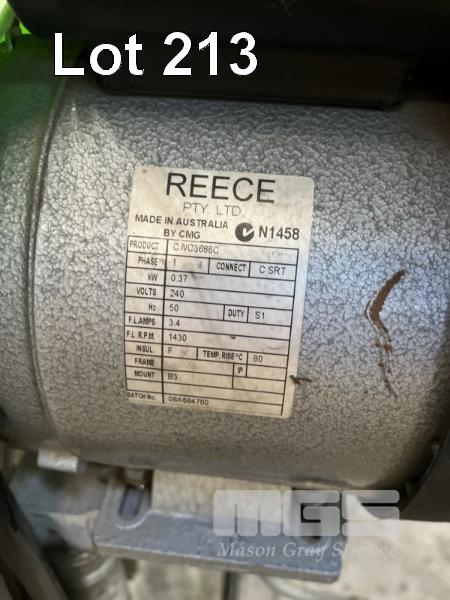 Lot 213
REECE
PTY. LTD.
MADE IN AUSTRALIA
BY CMG
N1458
PRODUCT
PHASE 1 CONNECT C SRT
kW 0.37
VOLTS 240
Hz 50 DUTY S1
F.L.AMPS 3.4
F.L.R.P.M. 1430
INSUL. F TEMP. RISE °C 80
FRAME IP
MOUNT B3
BATCH No. 08A664700
MGS
Mason Gray Strange